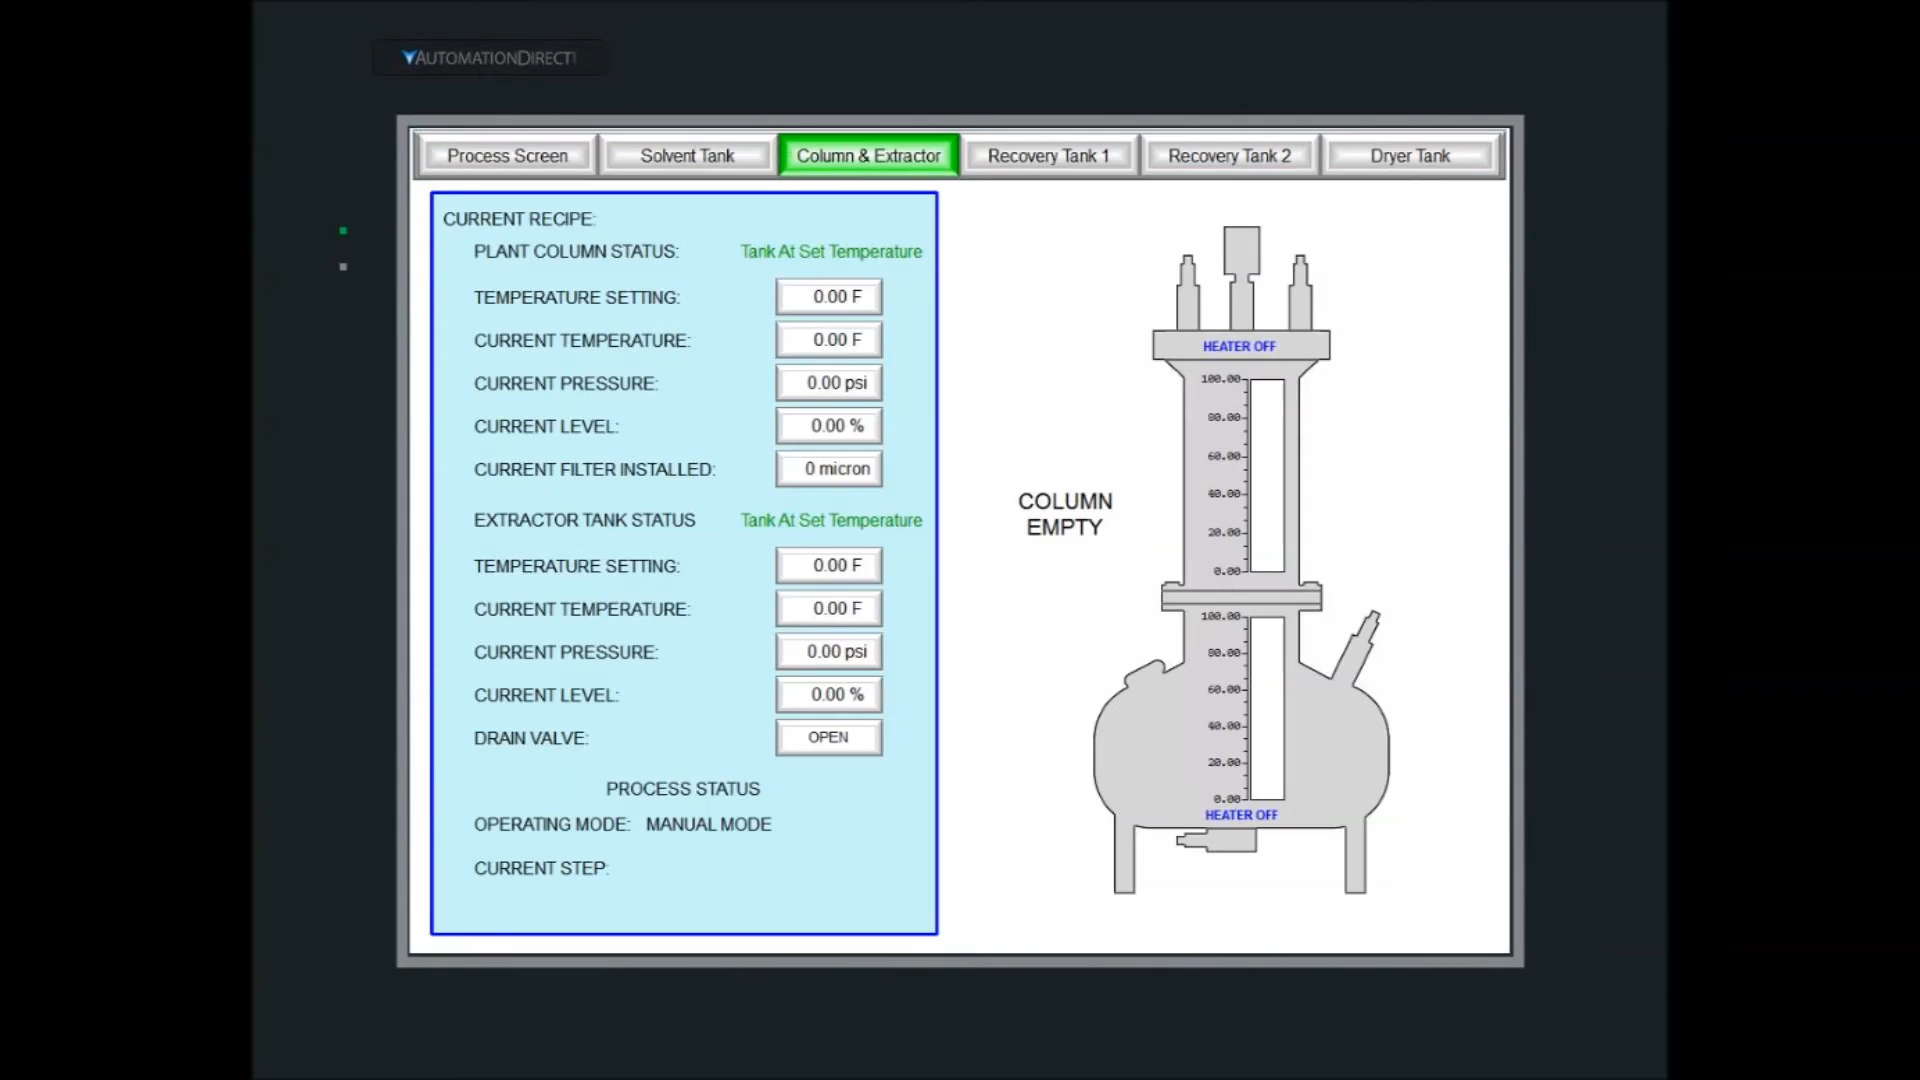 AUTOMATIONDIRECT
Process Screen
Solvent Tank
Column & Extractor
Recovery Tank 1
Recovery Tank 2
Dryer Tank
CURRENT RECIPE:
PLANT COLUMN STATUS: Tank At Set Temperature
TEMPERATURE SETTING: 0.00 F
CURRENT TEMPERATURE: 0.00 F
CURRENT PRESSURE: 0.00 psi
CURRENT LEVEL: 0.00 %
CURRENT FILTER INSTALLED: 0 micron
EXTRACTOR TANK STATUS Tank At Set Temperature
TEMPERATURE SETTING: 0.00 F
CURRENT TEMPERATURE: 0.00 F
CURRENT PRESSURE: 0.00 psi
CURRENT LEVEL: 0.00 %
DRAIN VALVE: OPEN
PROCESS STATUS
OPERATING MODE: MANUAL MODE
CURRENT STEP:
COLUMN
EMPTY
HEATER OFF
100.00
80.00
60.00
40.00
20.00
0.00
100.00
80.00
60.00
40.00
20.00
0.00
HEATER OFF